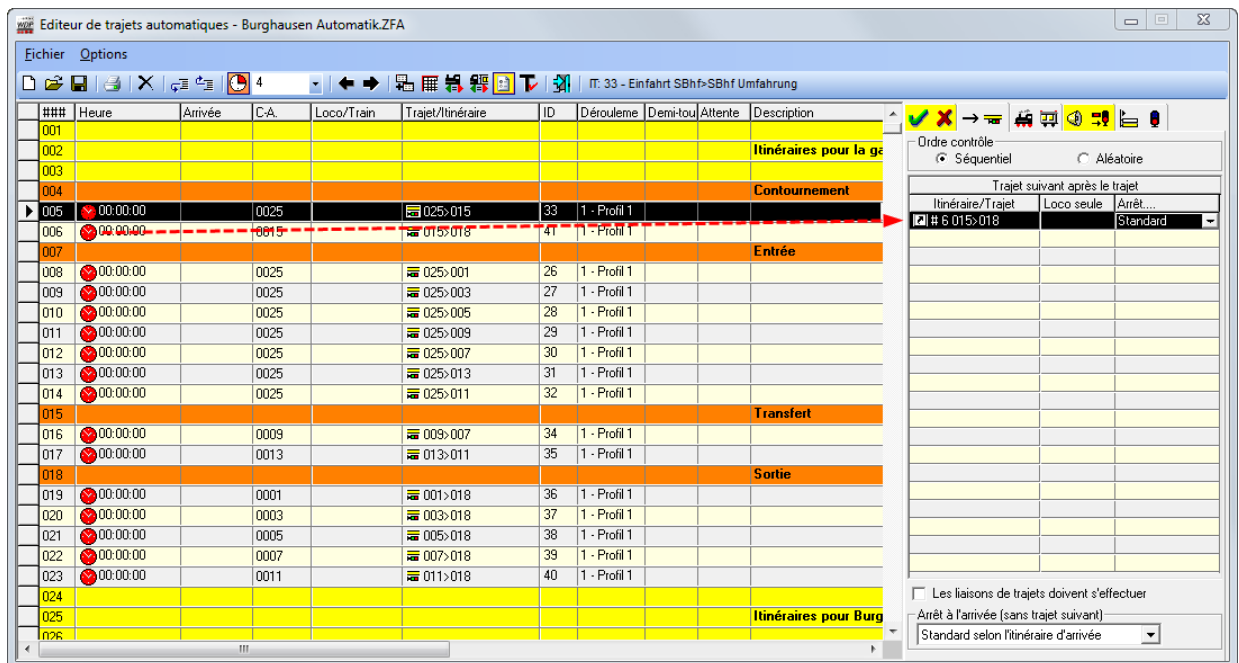 Editeur de trajets automatiques - Burghausen Automatik.ZFA
Fichier Options
4 IT: 33 - Einfahrt SBhf>SBhf Umfahrung
### Heure Arrivée C.-A. Loco/Train Trajet/Itinéraire ID Dérouleme Demi-tou Attente Description
001
002 Itinéraires pour la ga
003
004 Contournement
005 00:00:00 0025 025>015 33 1 - Profil 1
006 00:00:00 0015 015>018 41 1 - Profil 1
007 Entrée
008 00:00:00 0025 025>001 26 1 - Profil 1
009 00:00:00 0025 025>003 27 1 - Profil 1
010 00:00:00 0025 025>005 28 1 - Profil 1
011 00:00:00 0025 025>009 29 1 - Profil 1
012 00:00:00 0025 025>007 30 1 - Profil 1
013 00:00:00 0025 025>013 31 1 - Profil 1
014 00:00:00 0025 025>011 32 1 - Profil 1
015 Transfert
016 00:00:00 0009 009>007 34 1 - Profil 1
017 00:00:00 0013 013>011 35 1 - Profil 1
018 Sortie
019 00:00:00 0001 001>018 36 1 - Profil 1
020 00:00:00 0003 003>018 37 1 - Profil 1
021 00:00:00 0005 005>018 38 1 - Profil 1
022 00:00:00 0007 007>018 39 1 - Profil 1
023 00:00:00 0011 011>018 40 1 - Profil 1
024
025 Itinéraires pour Burg
026
Ordre contrôle
Séquentiel Aléatoire
Trajet suivant après le trajet
Itinéraire/Trajet Loco seule Arrêt....
# 6 015>018 Standard
Les liaisons de trajets doivent s'effectuer
Arrêt à l'arrivée (sans trajet suivant)
Standard selon l'itinéraire d'arrivée